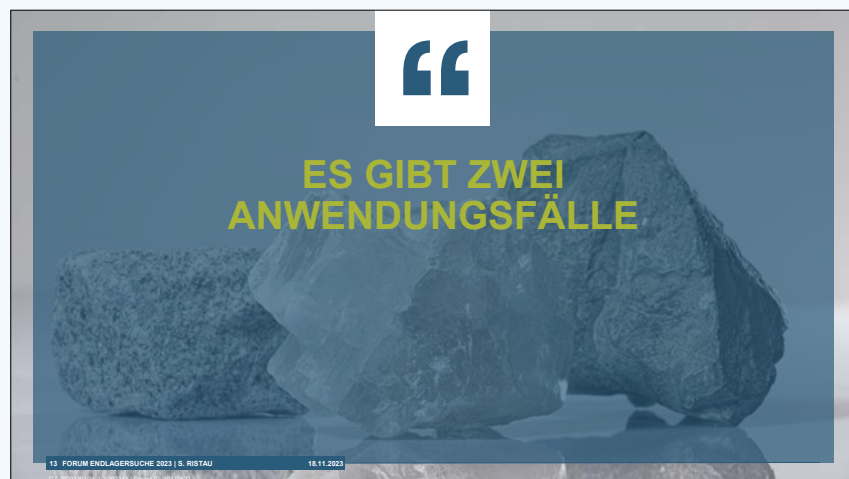 “
ES GIBT ZWEI
ANWENDUNGSFÄLLE
13 FORUM ENDLAGERSUCHE 2023 | S. RISTAU 18.11.2023